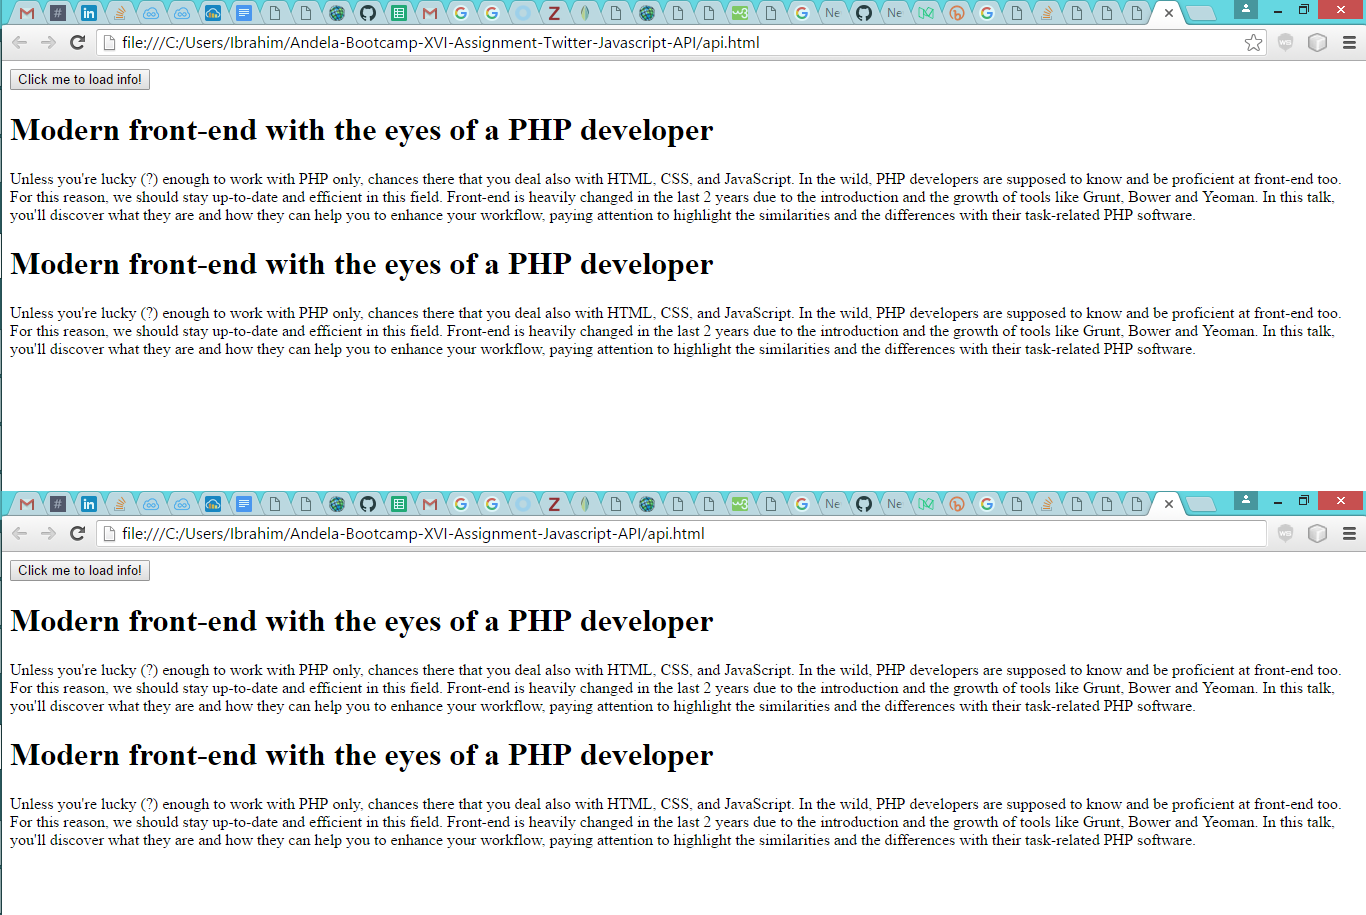 Ne
Ne
file:///C:/Users/Ibrahim/Andela-Bootcamp-XVI-Assignment-Twitter-Javascript-API/api.html
Click me to load info!
Modern front-end with the eyes of a PHP developer
Unless you're lucky (?) enough to work with PHP only, chances there that you deal also with HTML, CSS, and JavaScript. In the wild, PHP developers are supposed to know and be proficient at front-end too.
For this reason, we should stay up-to-date and efficient in this field. Front-end is heavily changed in the last 2 years due to the introduction and the growth of tools like Grunt, Bower and Yeoman. In this talk,
you'll discover what they are and how they can help you to enhance your workflow, paying attention to highlight the similarities and the differences with their task-related PHP software.
Modern front-end with the eyes of a PHP developer
Unless you're lucky (?) enough to work with PHP only, chances there that you deal also with HTML, CSS, and JavaScript. In the wild, PHP developers are supposed to know and be proficient at front-end too.
For this reason, we should stay up-to-date and efficient in this field. Front-end is heavily changed in the last 2 years due to the introduction and the growth of tools like Grunt, Bower and Yeoman. In this talk,
you'll discover what they are and how they can help you to enhance your workflow, paying attention to highlight the similarities and the differences with their task-related PHP software.
Ne
Ne
file:///C:/Users/Ibrahim/Andela-Bootcamp-XVI-Assignment-Javascript-API/api.html
Click me to load info!
Modern front-end with the eyes of a PHP developer
Unless you're lucky (?) enough to work with PHP only, chances there that you deal also with HTML, CSS, and JavaScript. In the wild, PHP developers are supposed to know and be proficient at front-end too.
For this reason, we should stay up-to-date and efficient in this field. Front-end is heavily changed in the last 2 years due to the introduction and the growth of tools like Grunt, Bower and Yeoman. In this talk,
you'll discover what they are and how they can help you to enhance your workflow, paying attention to highlight the similarities and the differences with their task-related PHP software.
Modern front-end with the eyes of a PHP developer
Unless you're lucky (?) enough to work with PHP only, chances there that you deal also with HTML, CSS, and JavaScript. In the wild, PHP developers are supposed to know and be proficient at front-end too.
For this reason, we should stay up-to-date and efficient in this field. Front-end is heavily changed in the last 2 years due to the introduction and the growth of tools like Grunt, Bower and Yeoman. In this talk,
you'll discover what they are and how they can help you to enhance your workflow, paying attention to highlight the similarities and the differences with their task-related PHP software.